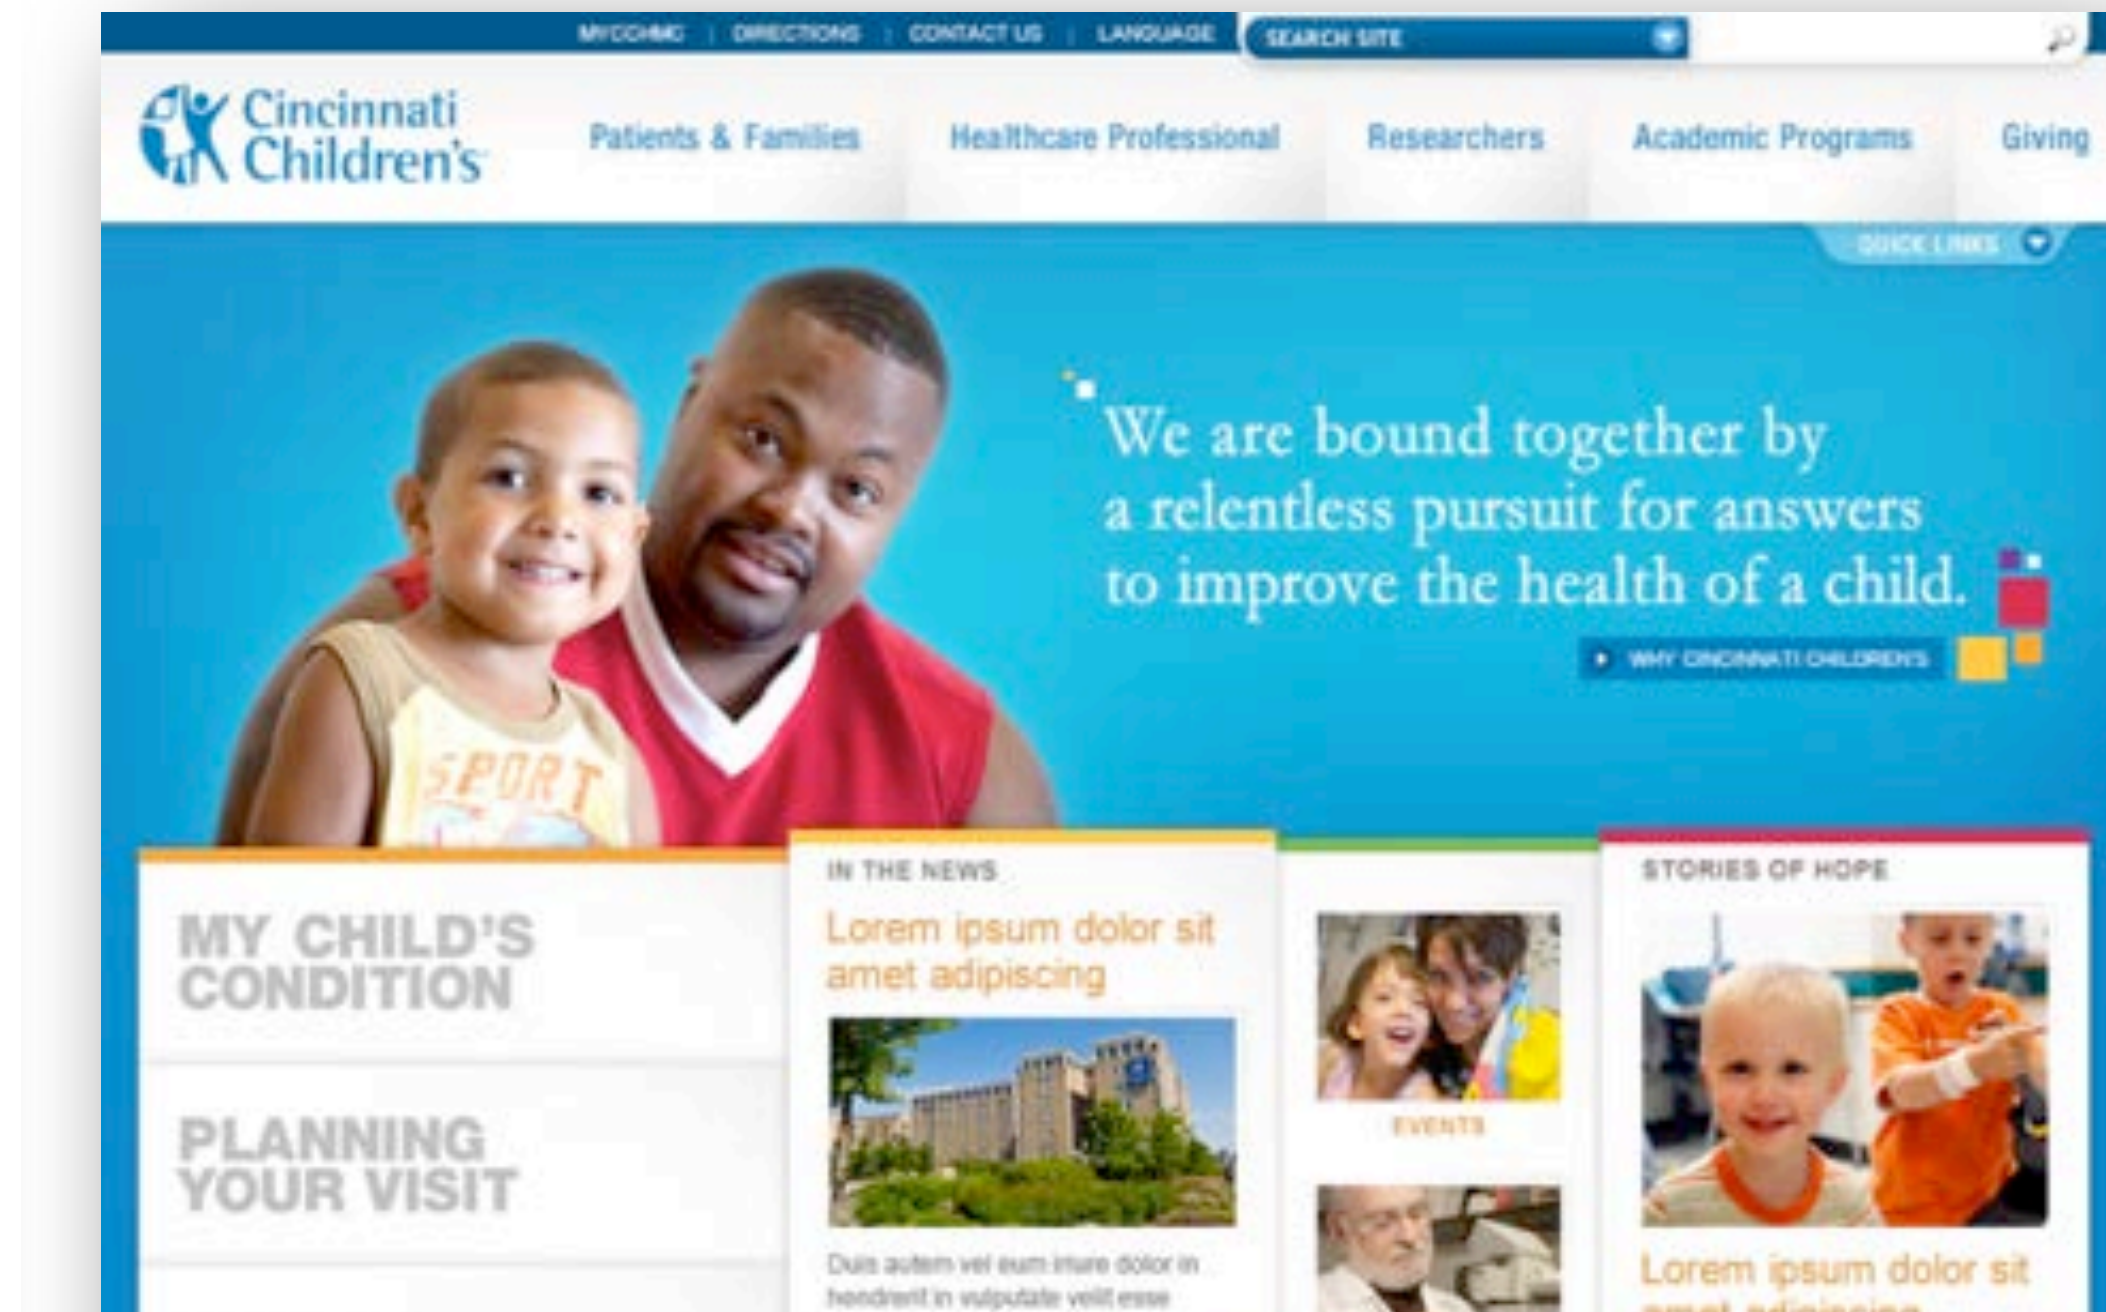 MYCCHMC | DIRECTIONS | CONTACT US | LANGUAGE
SEARCH SITE
Cincinnati
Children's
Patients & Families
Healthcare Professional
Researchers
Academic Programs
Giving
QUICK LINKS
We are bound together by
a relentless pursuit for answers
to improve the health of a child.
WHY CINCINNATI CHILDREN'S
SPORT
MY CHILD'S
CONDITION
PLANNING
YOUR VISIT
IN THE NEWS
Lorem ipsum dolor sit
amet adipiscing
Duis autem vel eum iriure dolor in
hendrerit in vulputate velit esse
EVENTS
STORIES OF HOPE
Lorem ipsum dolor sit
amet adipiscing